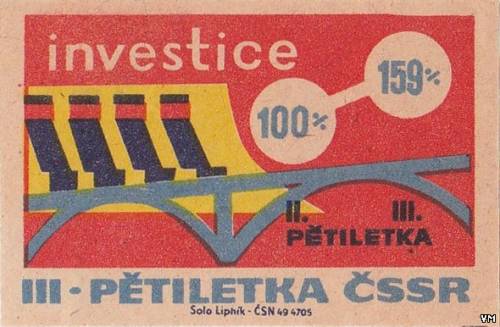 investice
159%
100%
II. III.
PĚTILETKA
III · PĚTILETKA ČSSR
Solo Lipník - ČSN 49 4705
VM